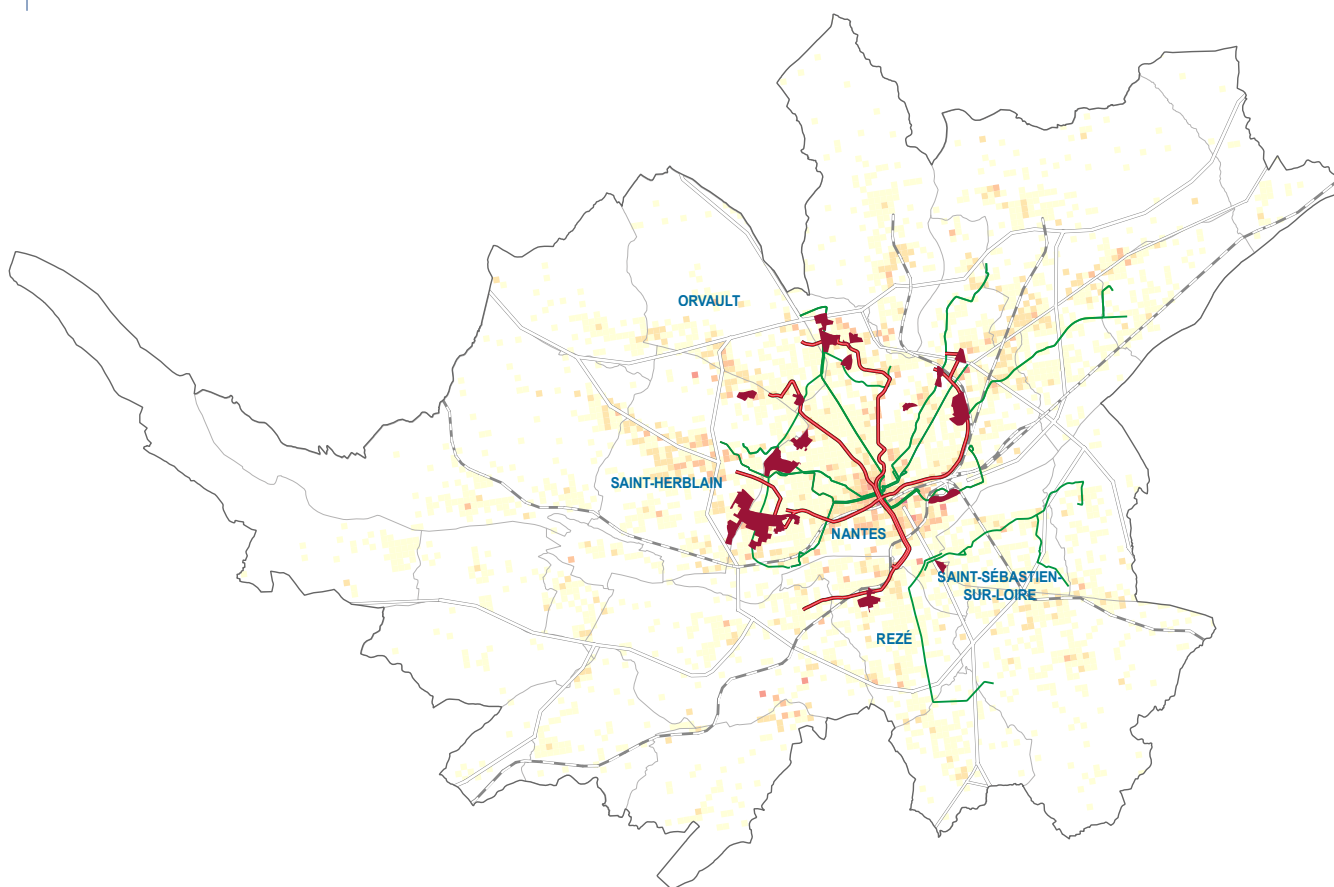 ORVAULT
SAINT-HERBLAIN
NANTES
SAINT-SÉBASTIEN-
SUR-LOIRE
REZÉ